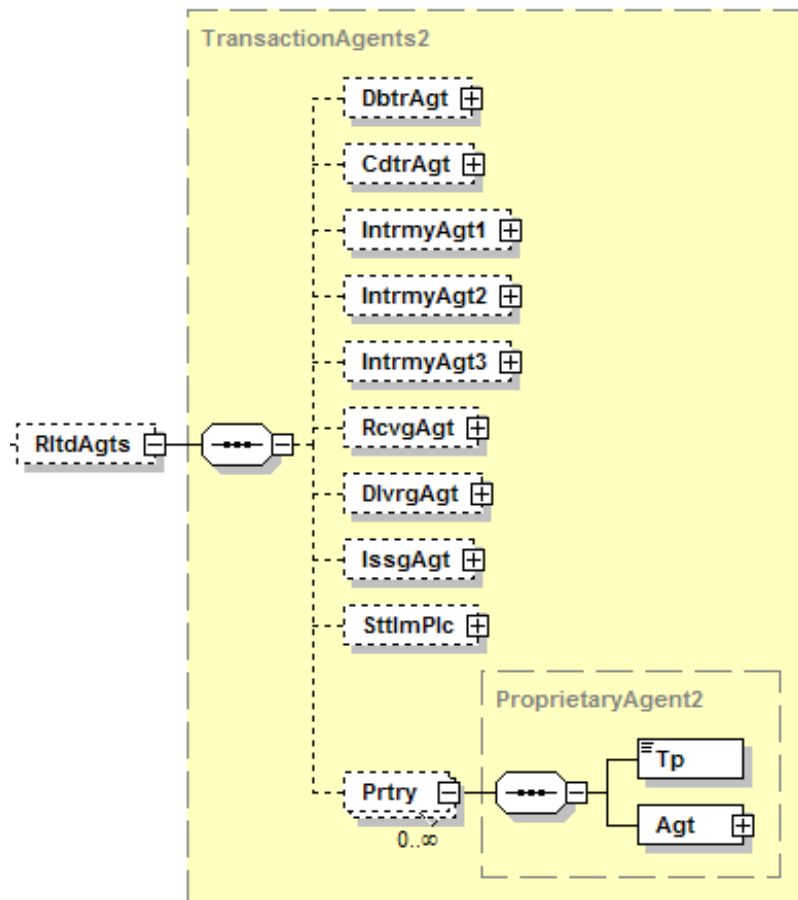 TransactionAgents2
DbtrAgt
CdtrAgt
IntrmyAgt1
IntrmyAgt2
IntrmyAgt3
RltdAgts
RcvgAgt
DlvrgAgt
IssgAgt
SttlmPlc
ProprietaryAgent2
Tp
Prtry
0..∞
Agt